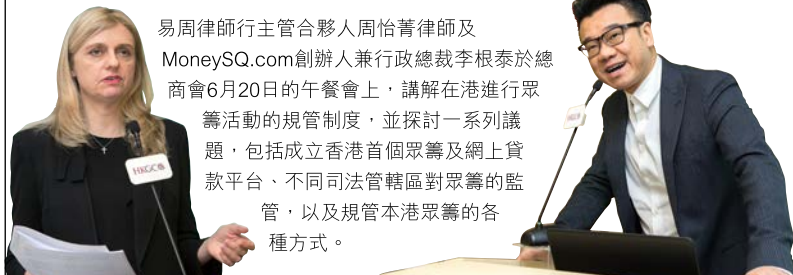 易周律師行主管合夥人周怡菁律師及
MoneySQ.com創辦人兼行政總裁李根泰於總
商會6月20日的午餐會上，講解在港進行眾
籌活動的規管制度，並探討一系列議
題，包括成立香港首個眾籌及網上貸
款平台、不同司法管轄區對眾籌的監
管，以及規管本港眾籌的各
種方式。
HKGCC